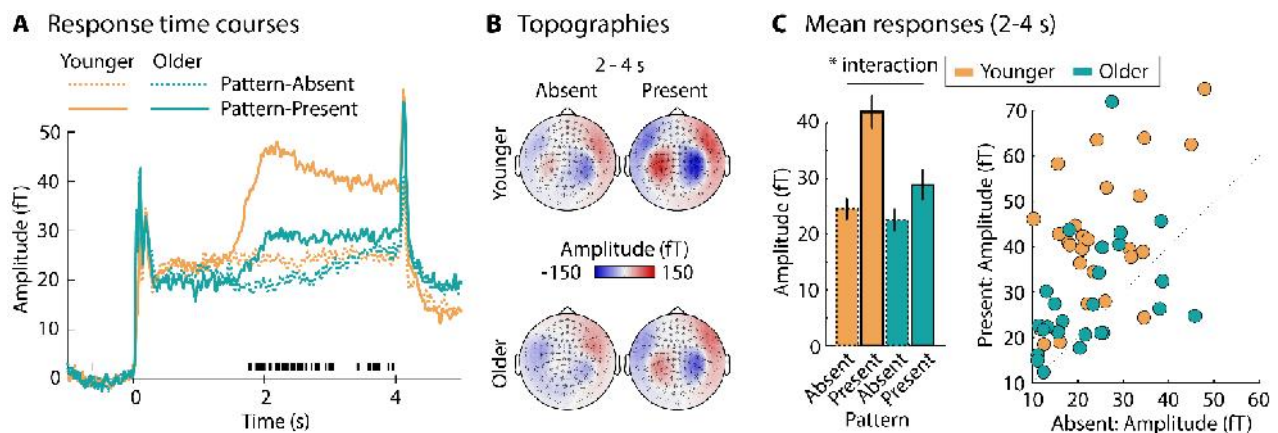 A Response time courses
Younger Older
Pattern-Absent
Pattern-Present
Amplitude (fT)
50
40
30
20
10
0
0 2 4
Time (s)
B Topographies
2-4 s
Absent Present
Younger
Amplitude (fT)
-150 150
Older
C Mean responses (2-4 s)
* interaction
Younger Older
Amplitude (fT)
40
30
20
10
0
Absent Present Absent Present
Pattern
Present: Amplitude (fT)
70
60
50
40
30
20
10
10 20 30 40 50 60
Absent: Amplitude (fT)